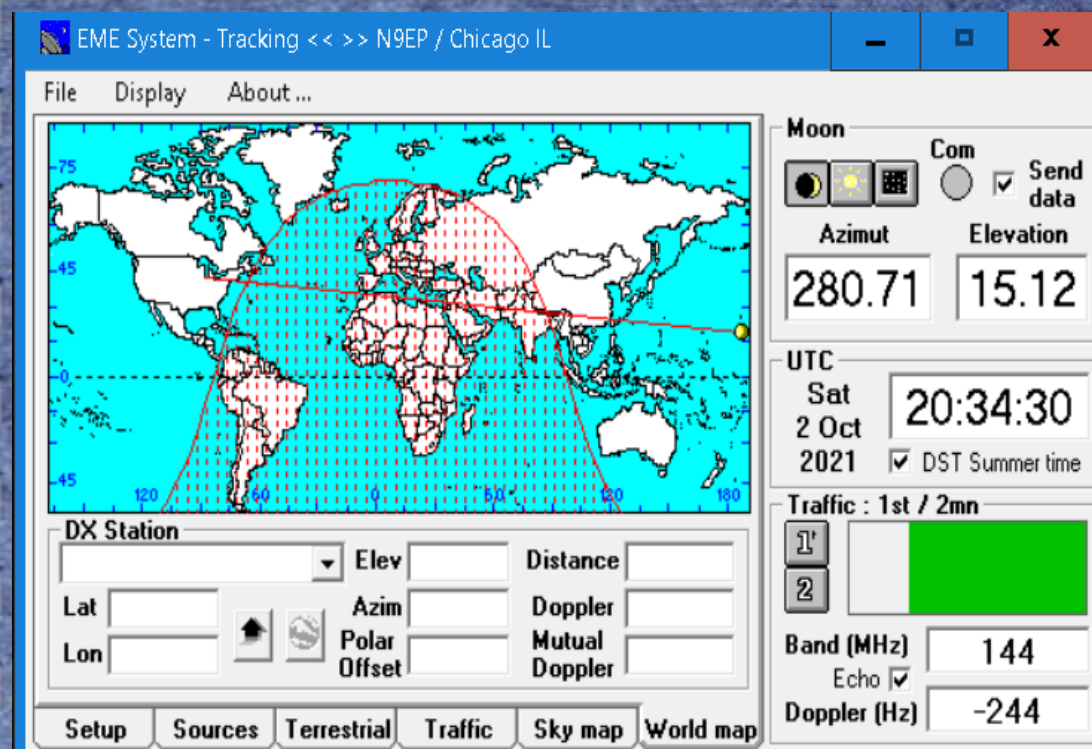 EME System - Tracking << >> N9EP / Chicago IL
File Display About ...
75
45
0
45
120 60 0 60 120 180
Moon
Com
Send data
Azimut Elevation
280.71 15.12
UTC
Sat
2 Oct
2021
20:34:30
DST Summer time
Traffic : 1st / 2mn
1'
2
Band (MHz) 144
Echo
Doppler (Hz) -244
DX Station
Elev Distance
Lat Azim Doppler
Lon Polar Offset Mutual Doppler
Setup Sources Terrestrial Traffic Sky map World map